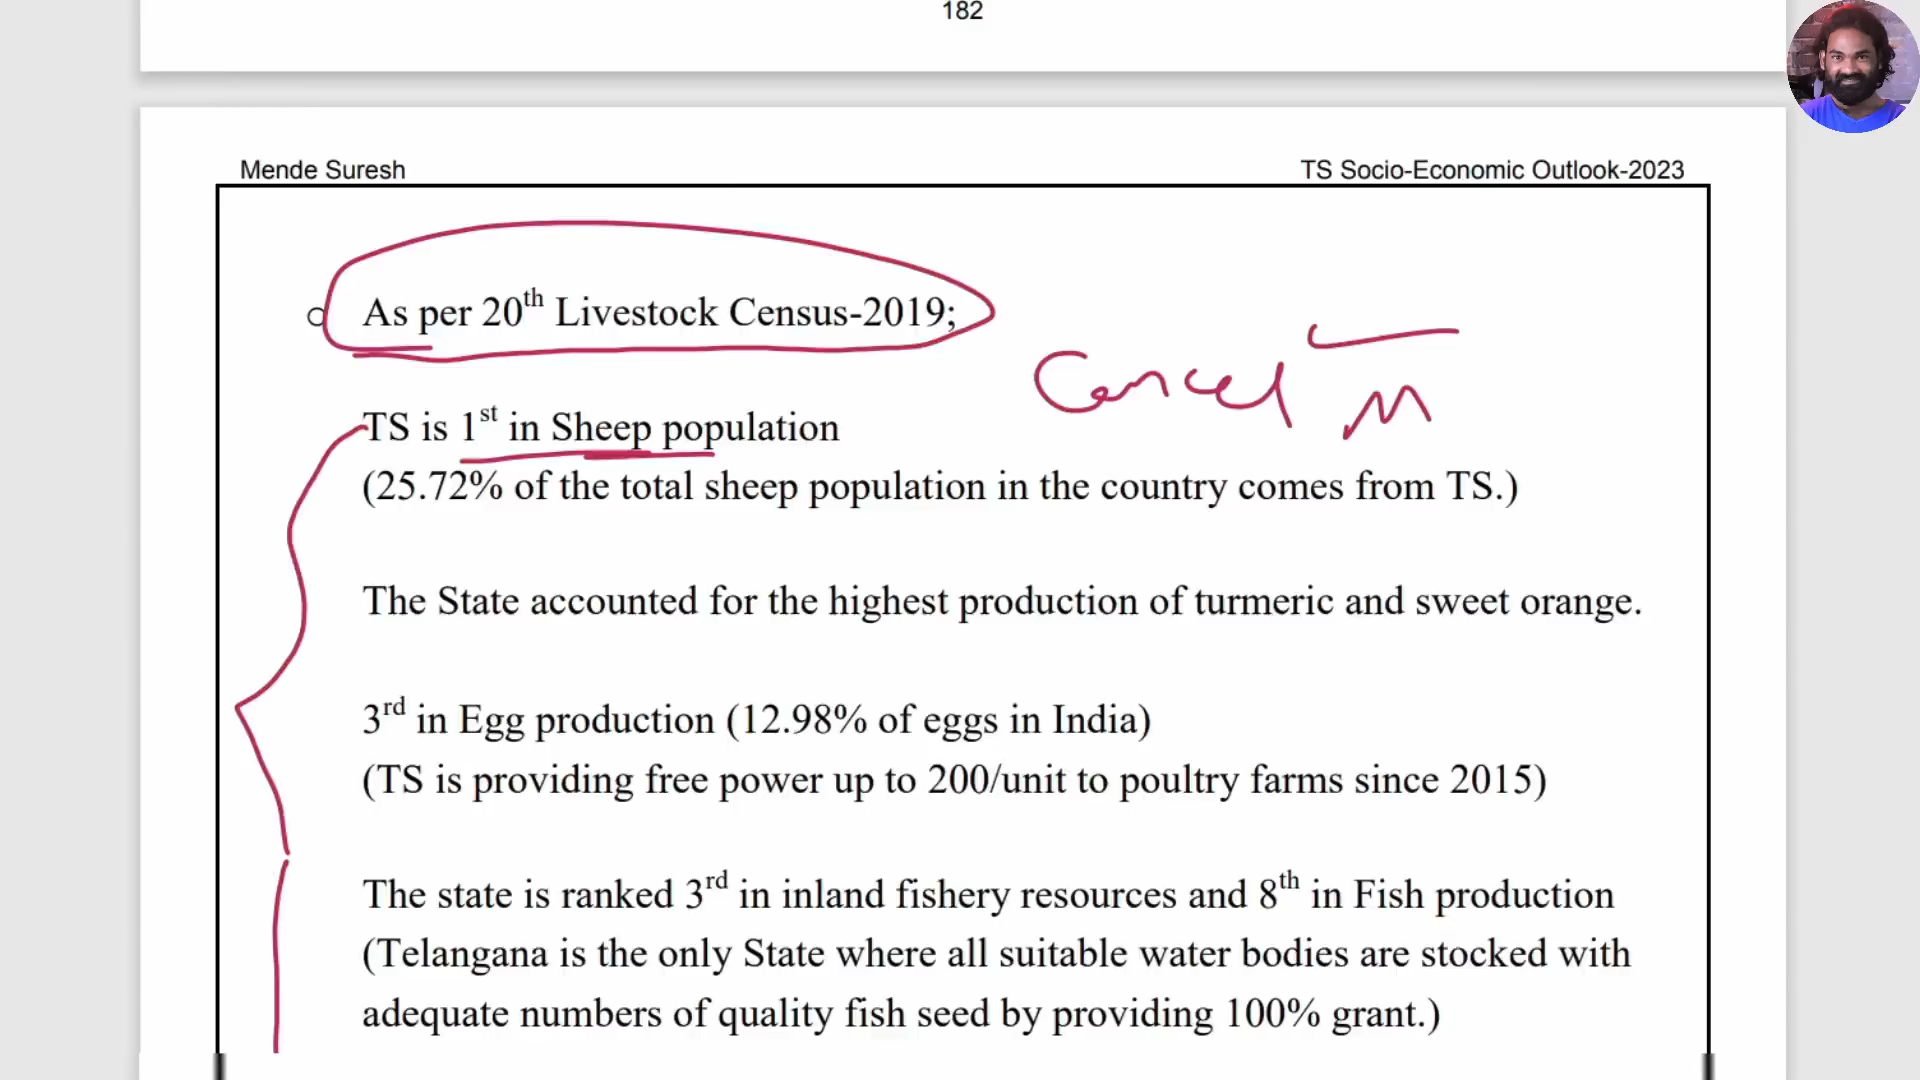 182
Mende Suresh
TS Socio-Economic Outlook-2023
As per 20th Livestock Census-2019;
TS is 1st in Sheep population
(25.72% of the total sheep population in the country comes from TS.)
The State accounted for the highest production of turmeric and sweet orange.
3rd in Egg production (12.98% of eggs in India)
(TS is providing free power up to 200/unit to poultry farms since 2015)
The state is ranked 3rd in inland fishery resources and 8th in Fish production
(Telangana is the only State where all suitable water bodies are stocked with
adequate numbers of quality fish seed by providing 100% grant.)